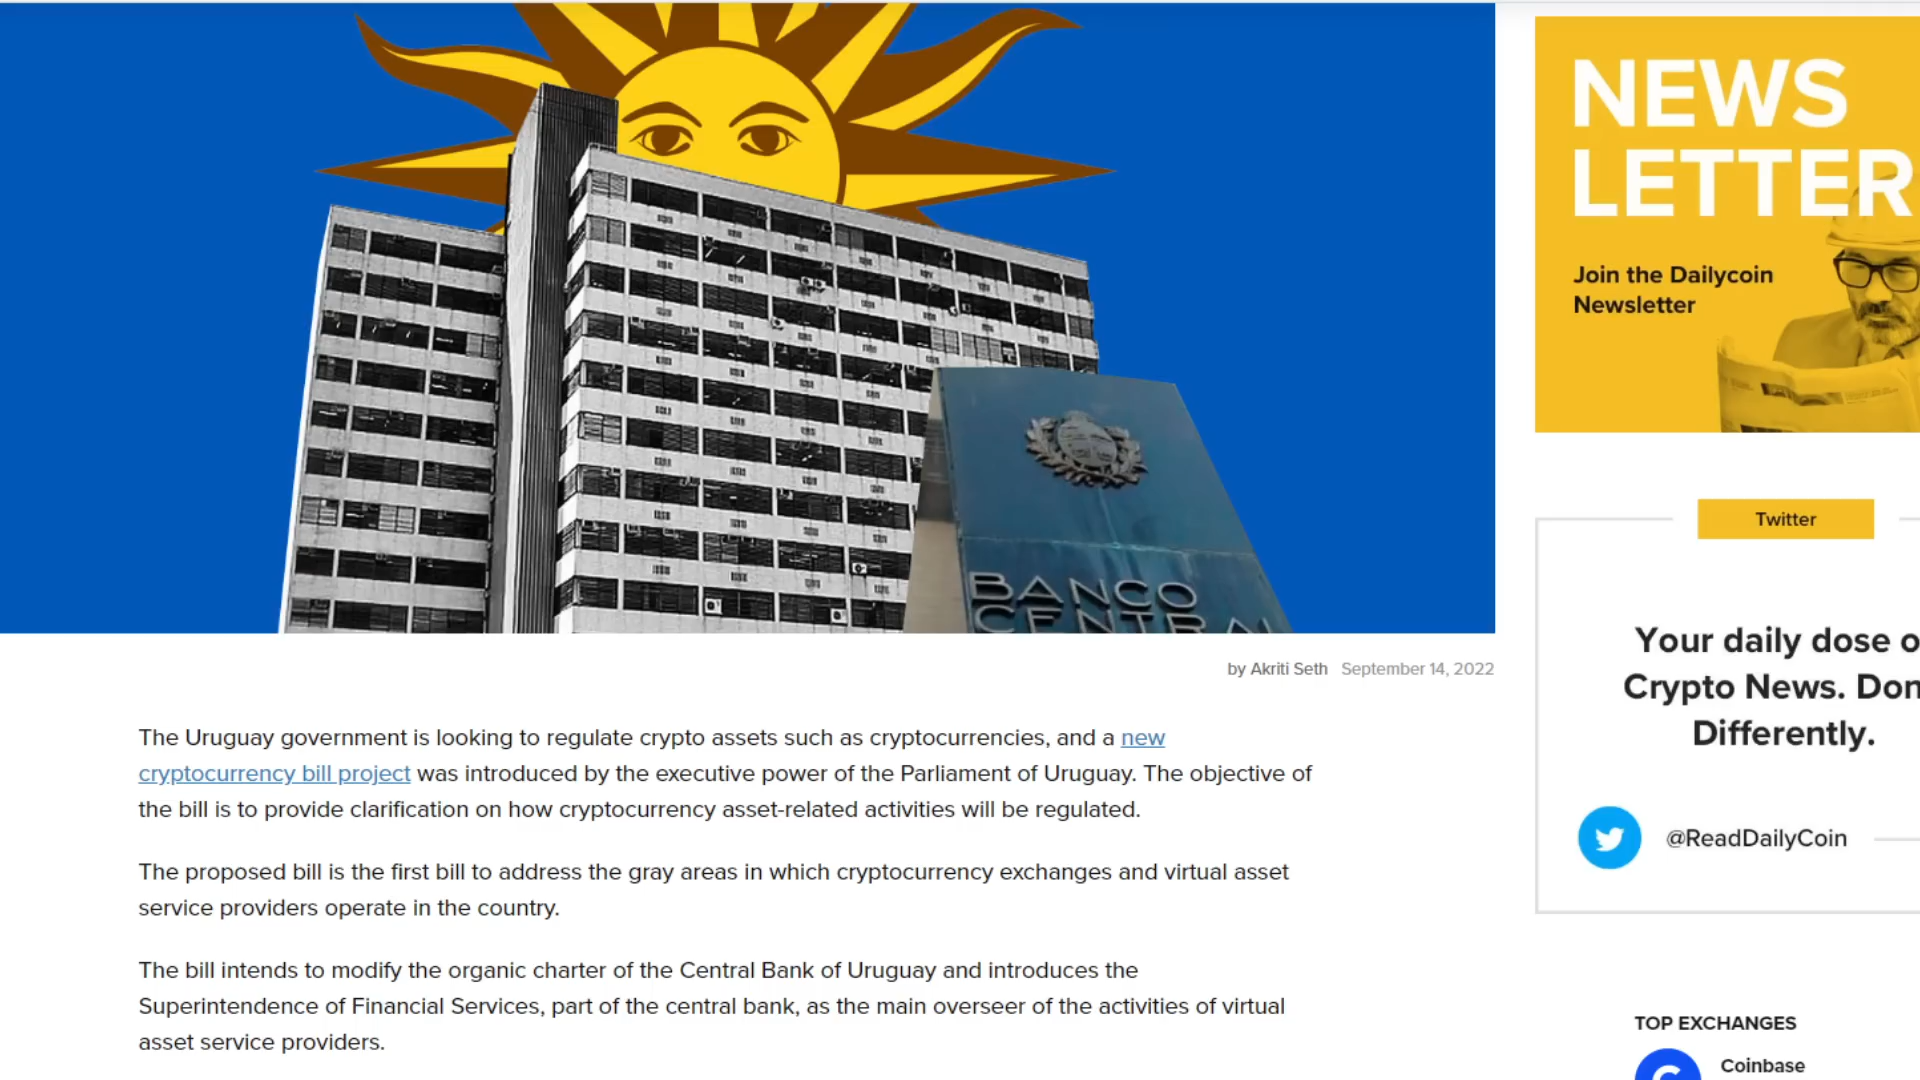 NEWS
LETTER
Join the Dailycoin
Newsletter
BANCO
CENTRAL
by Akriti Seth September 14, 2022
Twitter
Your daily dose o
Crypto News. Don
Differently.
@ReadDailyCoin
The Uruguay government is looking to regulate crypto assets such as cryptocurrencies, and a new
cryptocurrency bill project was introduced by the executive power of the Parliament of Uruguay. The objective of
the bill is to provide clarification on how cryptocurrency asset-related activities will be regulated.
The proposed bill is the first bill to address the gray areas in which cryptocurrency exchanges and virtual asset
service providers operate in the country.
The bill intends to modify the organic charter of the Central Bank of Uruguay and introduces the
Superintendence of Financial Services, part of the central bank, as the main overseer of the activities of virtual
asset service providers.
TOP EXCHANGES
Coinbase